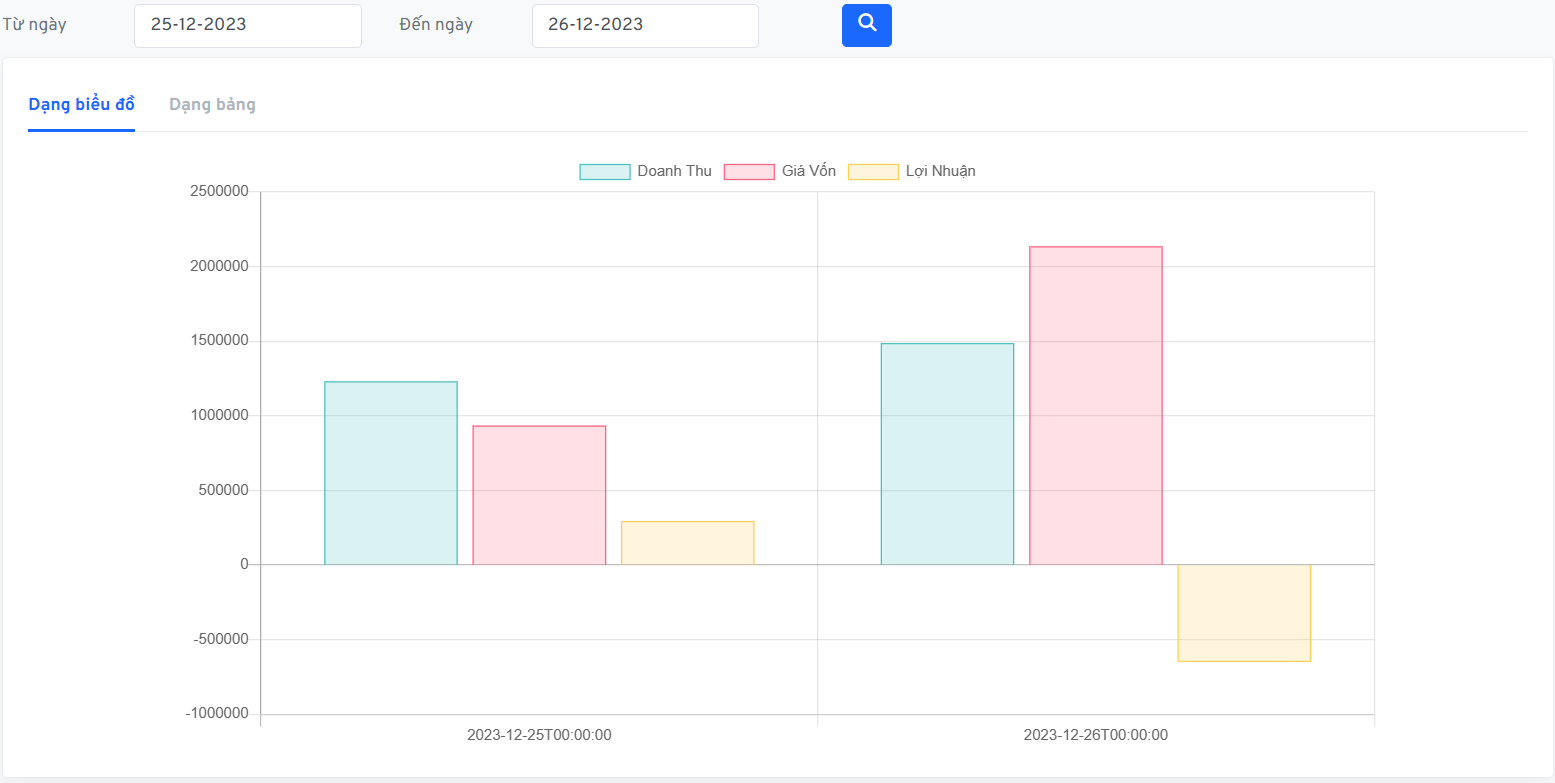 Từ ngày 25-12-2023 Đến ngày 26-12-2023
Dạng biểu đồ Dạng bảng
Doanh Thu Giá Vốn Lợi Nhuận
2500000
2000000
1500000
1000000
500000
0
-500000
-1000000
2023-12-25T00:00:00 2023-12-26T00:00:00